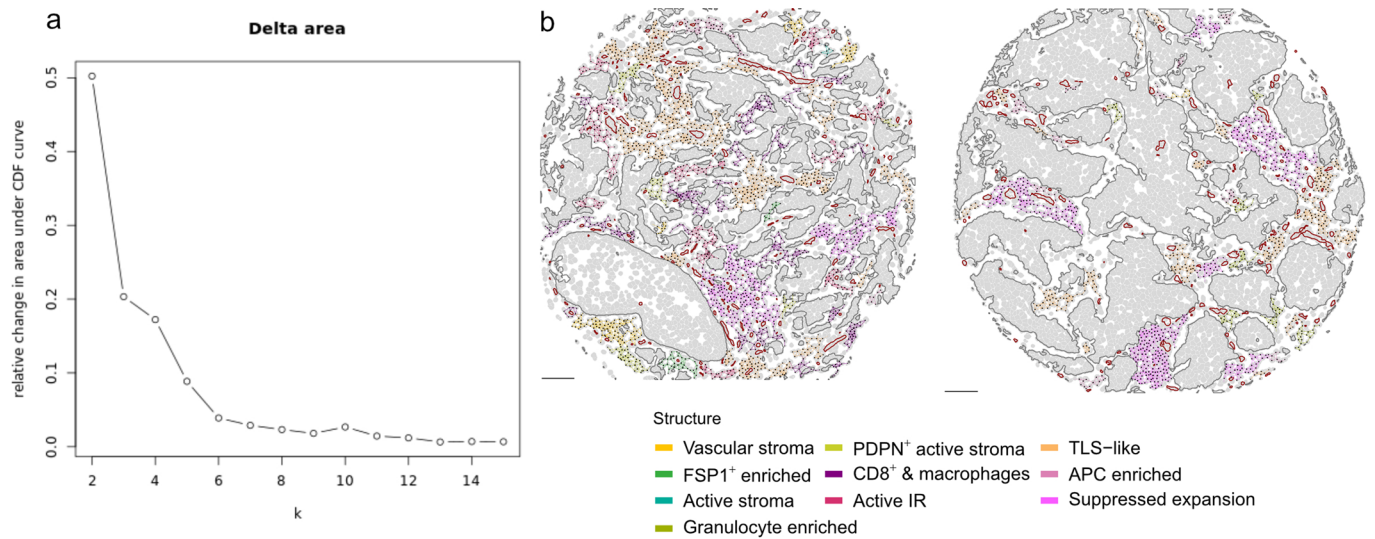 a
Delta area
relative change in area under CDF curve
0.5
0.4
0.3
0.2
0.1
0.0
2 4 6 8 10 12 14
k
b
Structure
Vascular stroma
FSP1⁺ enriched
Active stroma
Granulocyte enriched
PDPN⁺ active stroma
CD8⁺ & macrophages
Active IR
TLS−like
APC enriched
Suppressed expansion